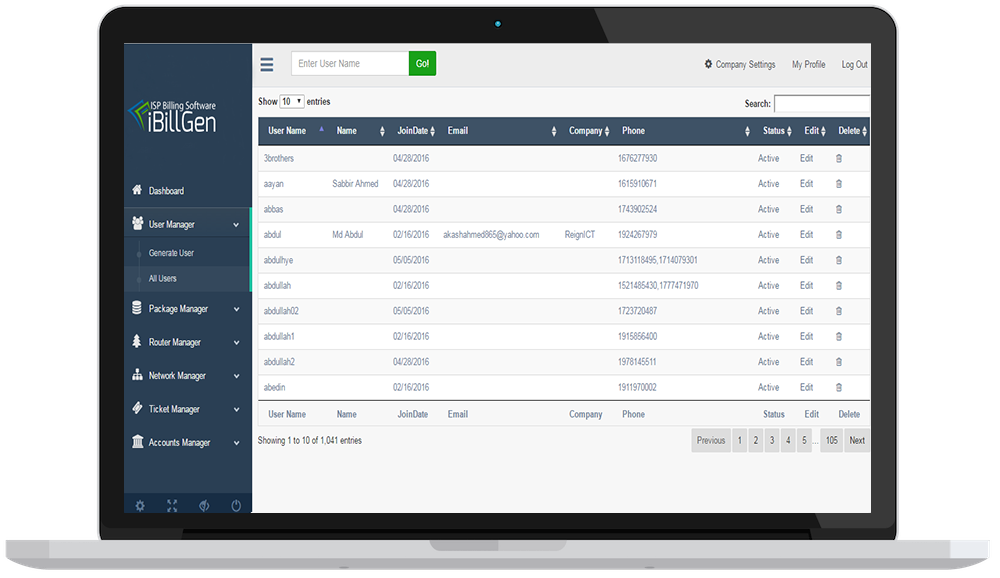 Enter User Name Go! Company Settings My Profile Log Out
ISP Billing Software
iBillGen
Dashboard
User Manager
Generate User
All Users
Package Manager
Router Manager
Network Manager
Ticket Manager
Accounts Manager
Show 10 entries Search:
User Name Name JoinDate Email Company Phone Status Edit Delete
3brothers 04/28/2016 1676277930 Active Edit
aayan Sabbir Ahmed 04/28/2016 1615910671 Active Edit
abbas 04/28/2016 1743902524 Active Edit
abdul Md Abdul 02/16/2016 akashahmed865@yahoo.com ReignICT 1924267979 Active Edit
abdulhye 05/05/2016 1713118495,1714079301 Active Edit
abdullah 02/16/2016 1521485430,1777471970 Active Edit
abdullah02 05/05/2016 1723720487 Active Edit
abdullah1 02/16/2016 1915856400 Active Edit
abdullah2 04/28/2016 1978145511 Active Edit
abedin 02/16/2016 1911970002 Active Edit
User Name Name JoinDate Email Company Phone Status Edit Delete
Showing 1 to 10 of 1,041 entries Previous 1 2 3 4 5 ... 105 Next